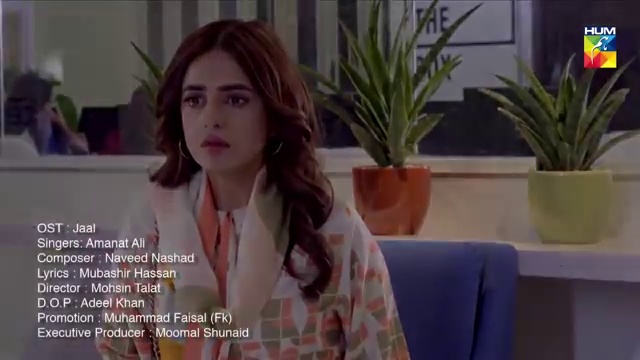 THE
HUM
OST : Jaal
Singers: Amanat Ali
Composer : Naveed Nashad
Lyrics : Mubashir Hassan
Director : Mohsin Talat
D.O.P : Adeel Khan
Promotion : Muhammad Faisal (Fk)
Executive Producer : Moomal Shunaid